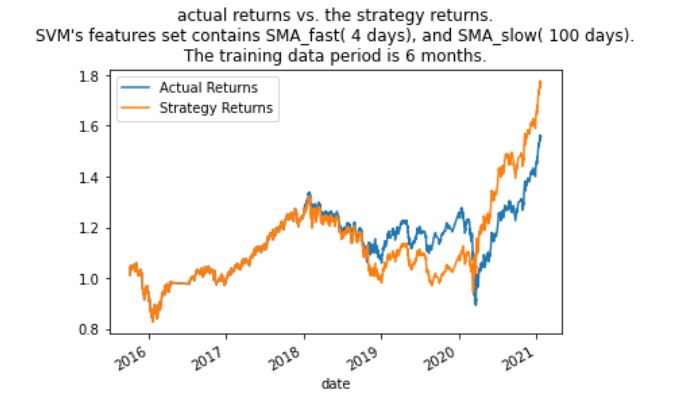 actual returns vs. the strategy returns.
SVM's features set contains SMA_fast( 4 days), and SMA_slow( 100 days).
The training data period is 6 months.
Actual Returns
Strategy Returns
1.8
1.6
1.4
1.2
1.0
0.8
2016
2017
2018
2019
2020
2021
date